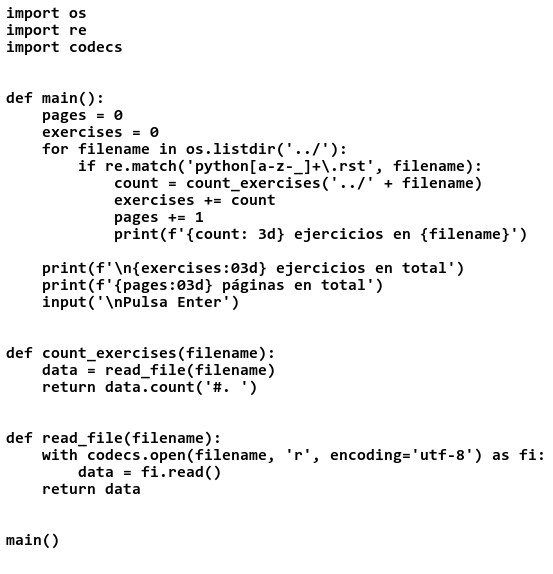 import os
import re
import codecs


def main():
    pages = 0
    exercises = 0
    for filename in os.listdir('../'):
        if re.match('python[a-z-_]+\.rst', filename):
            count = count_exercises('../' + filename)
            exercises += count
            pages += 1
            print(f'{count: 3d} ejercicios en {filename}')

    print(f'\n{exercises:03d} ejercicios en total')
    print(f'{pages:03d} páginas en total')
    input('\nPulsa Enter')


def count_exercises(filename):
    data = read_file(filename)
    return data.count('#. ')


def read_file(filename):
    with codecs.open(filename, 'r', encoding='utf-8') as fi:
        data = fi.read()
    return data


main()